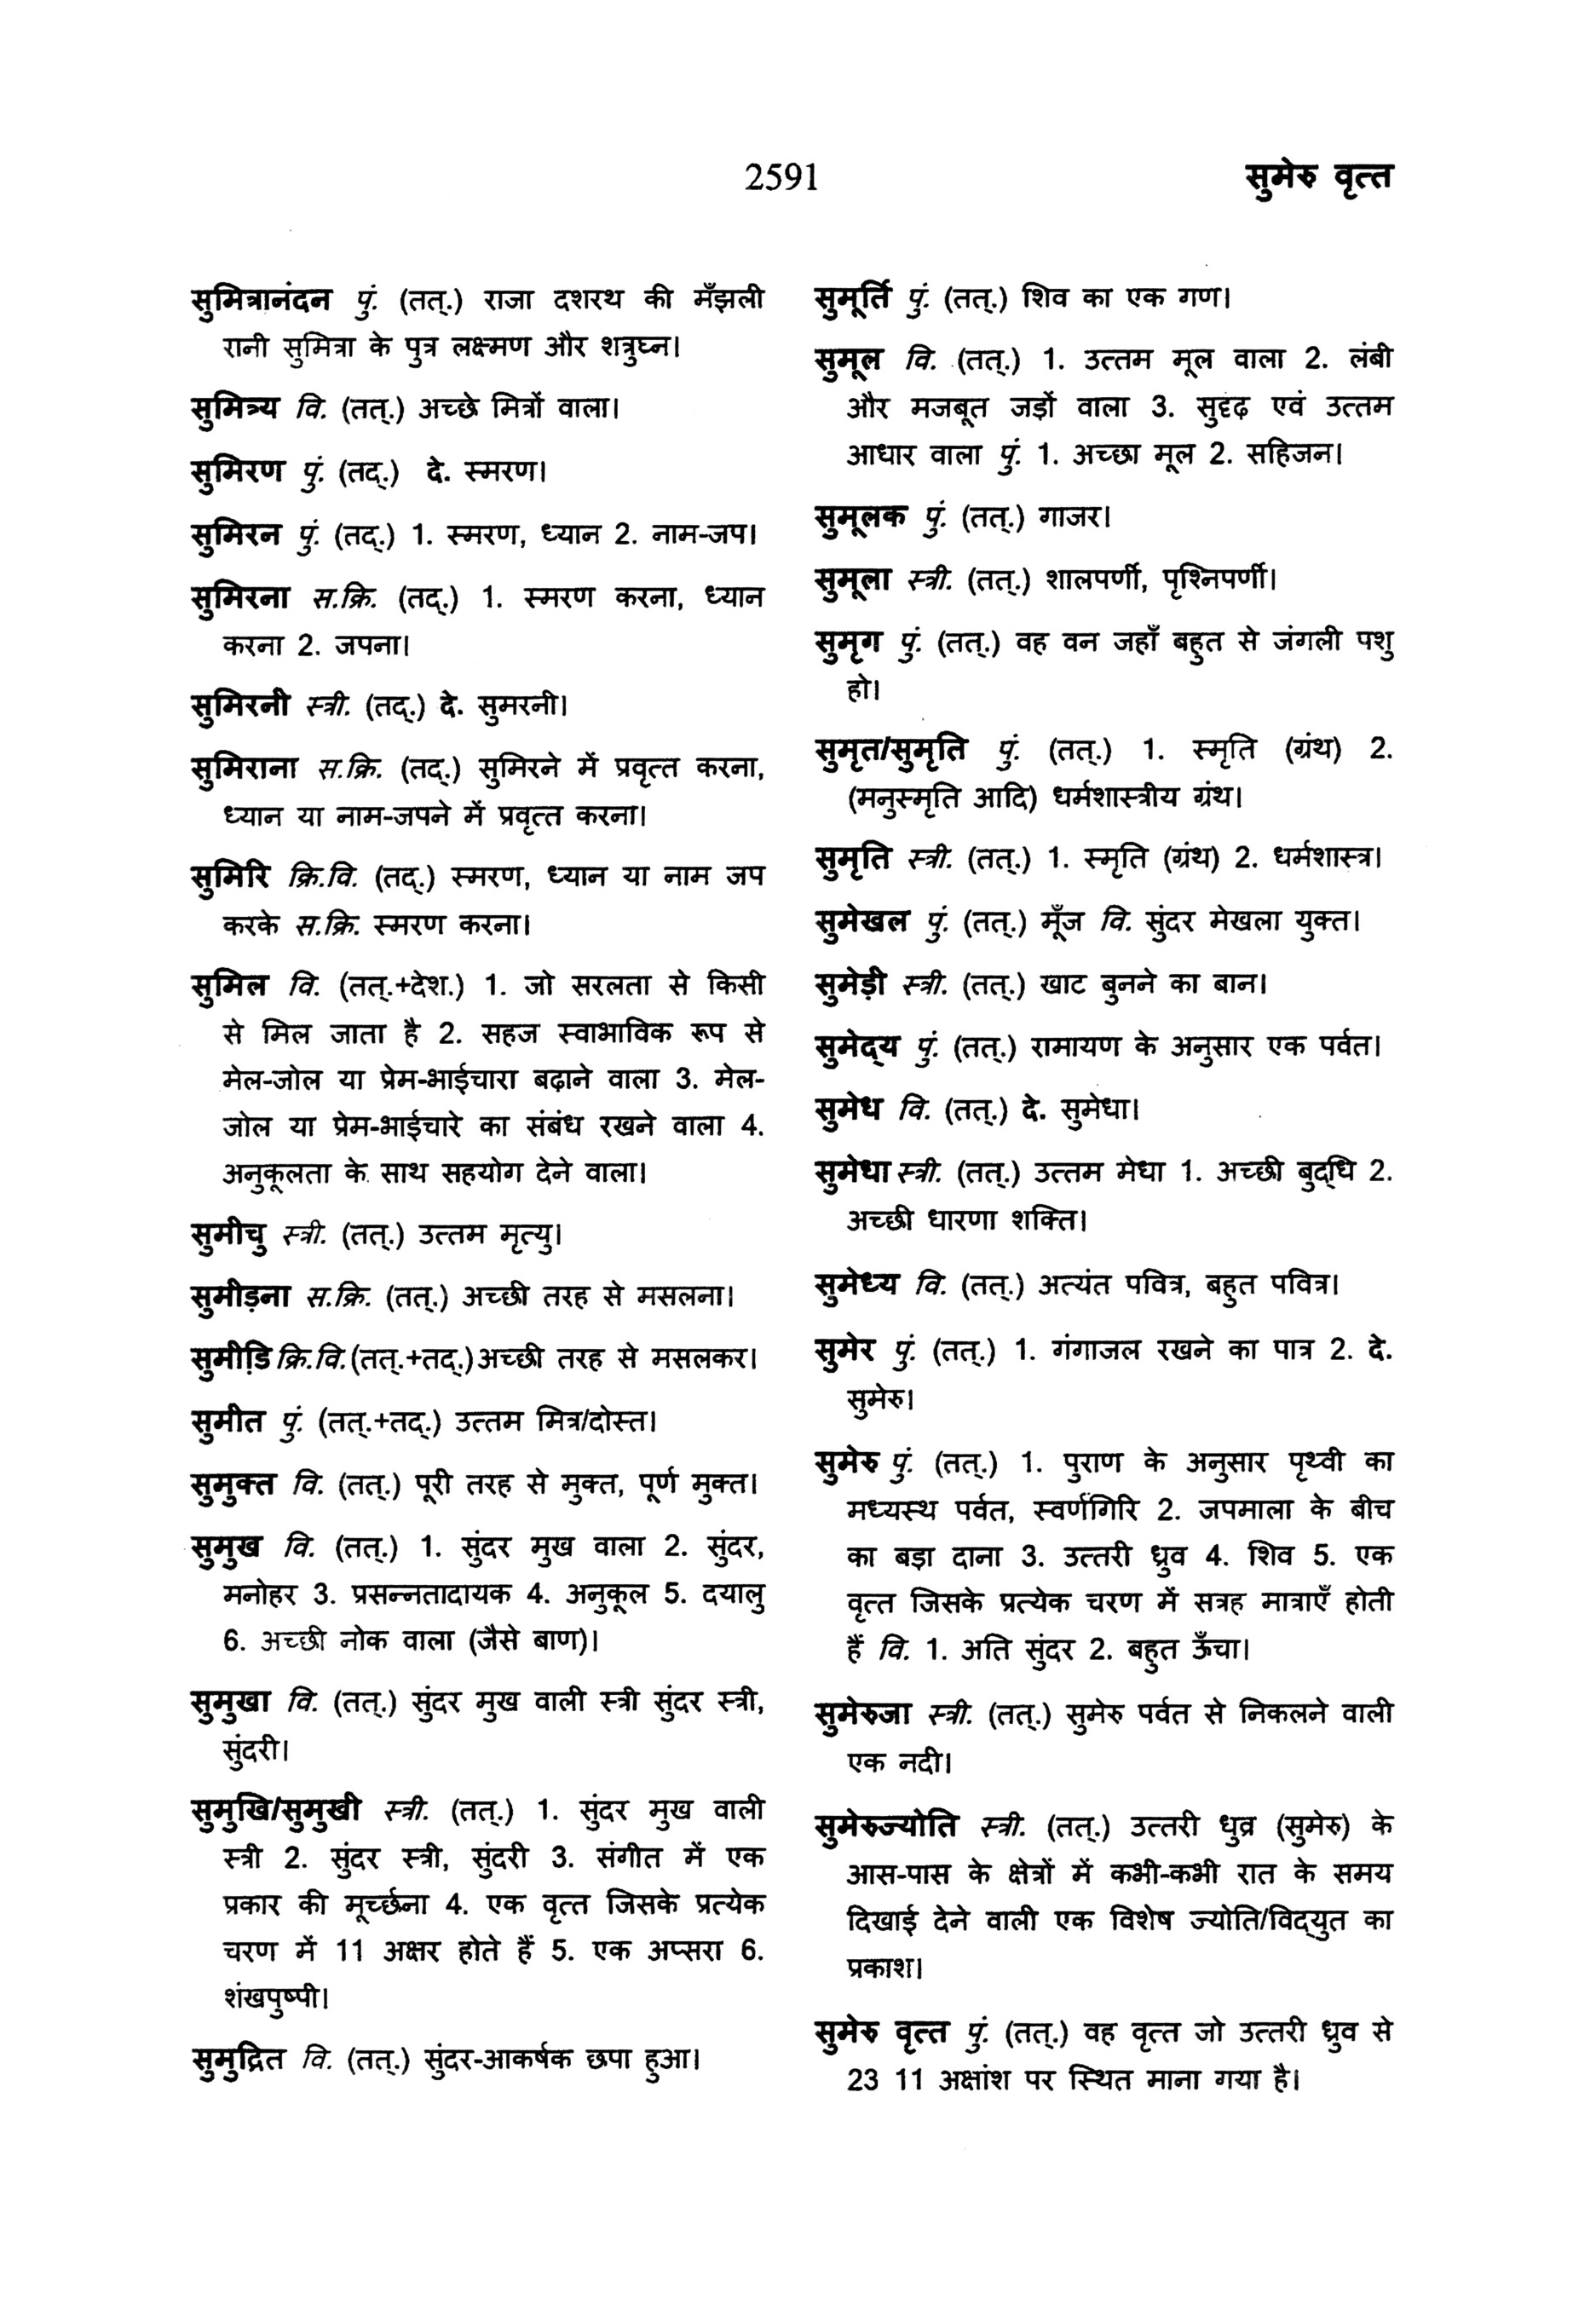 2591
सुमेरु वृत्त
सुमित्रानंदन पुं. (तत्.) राजा दशरथ की मँझली
रानी सुमित्रा के पुत्र लक्ष्मण और शत्रुघ्न।
सुमित्र्य वि. (तत्.) अच्छे मित्रों वाला।
सुमिरण पुं. (तद्.) दे. स्मरण।
सुमिरन पुं. (तद्.) 1. स्मरण, ध्यान 2. नाम-जप।
सुमिरना स.क्रि. (तद्.) 1. स्मरण करना, ध्यान
करना 2. जपना।
सुमिरनी स्त्री. (तद्.) दे. सुमरनी।
सुमिराना स.क्रि. (तद्.) सुमिरने में प्रवृत्त करना,
ध्यान या नाम-जपने में प्रवृत्त करना।
सुमिरि क्रि.वि. (तद्.) स्मरण, ध्यान या नाम जप
करके स.क्रि. स्मरण करना।
सुमिल वि. (तत्.+देश.) 1. जो सरलता से किसी
से मिल जाता है 2. सहज स्वाभाविक रूप से
मेल-जोल या प्रेम-भाईचारा बढ़ाने वाला 3. मेल-
जोल या प्रेम-भाईचारे का संबंध रखने वाला 4.
अनुकूलता के साथ सहयोग देने वाला।
सुमीचु स्त्री. (तत्.) उत्तम मृत्यु।
सुमीड़ना स.क्रि. (तत्.) अच्छी तरह से मसलना।
सुमीड़ि क्रि.वि. (तत्.+तद्.) अच्छी तरह से मसलकर।
सुमीत पुं. (तत्.+तद्.) उत्तम मित्र/दोस्त।
सुमुक्त वि. (तत्.) पूरी तरह से मुक्त, पूर्ण मुक्त।
सुमुख वि. (तत्.) 1. सुंदर मुख वाला 2. सुंदर,
मनोहर 3. प्रसन्नतादायक 4. अनुकूल 5. दयालु
6. अच्छी नोक वाला (जैसे बाण)।
सुमुखा वि. (तत्.) सुंदर मुख वाली स्त्री सुंदर स्त्री,
सुंदरी।
सुमुखि/सुमुखी स्त्री. (तत्.) 1. सुंदर मुख वाली
स्त्री 2. सुंदर स्त्री, सुंदरी 3. संगीत में एक
प्रकार की मूर्च्छना 4. एक वृत्त जिसके प्रत्येक
चरण में 11 अक्षर होते हैं 5. एक अप्सरा 6.
शंखपुष्पी।
सुमुद्रित वि. (तत्.) सुंदर-आकर्षक छपा हुआ।
सुमूर्ति पुं. (तत्.) शिव का एक गण।
सुमूल वि. (तत्.) 1. उत्तम मूल वाला 2. लंबी
और मजबूत जड़ों वाला 3. सुदृढ़ एवं उत्तम
आधार वाला पुं. 1. अच्छा मूल 2. सहिजन।
सुमूलक पुं. (तत्.) गाजर।
सुमूला स्त्री. (तत्.) शालपर्णी, पृश्निपर्णी।
सुमृग पुं. (तत्.) वह वन जहाँ बहुत से जंगली पशु
हो।
सुमृत/सुमृति पुं. (तत्.) 1. स्मृति (ग्रंथ) 2.
(मनुस्मृति आदि) धर्मशास्त्रीय ग्रंथ।
सुमृति स्त्री. (तत्.) 1. स्मृति (ग्रंथ) 2. धर्मशास्त्र।
सुमेखल पुं. (तत्.) मूँज वि. सुंदर मेखला युक्त।
सुमेड़ी स्त्री. (तत्.) खाट बुनने का बान।
सुमेद्‌य पुं. (तत्.) रामायण के अनुसार एक पर्वत।
सुमेध वि. (तत्.) दे. सुमेधा।
सुमेधा स्त्री. (तत्.) उत्तम मेधा 1. अच्छी बुद्‌धि 2.
अच्छी धारणा शक्ति।
सुमेध्य वि. (तत्.) अत्यंत पवित्र, बहुत पवित्र।
सुमेर पुं. (तत्.) 1. गंगाजल रखने का पात्र 2. दे.
सुमेरु।
सुमेरु पुं. (तत्.) 1. पुराण के अनुसार पृथ्वी का
मध्यस्थ पर्वत, स्वर्णगिरि 2. जपमाला के बीच
का बड़ा दाना 3. उत्तरी ध्रुव 4. शिव 5. एक
वृत्त जिसके प्रत्येक चरण में सत्रह मात्राएँ होती
हैं वि. 1. अति सुंदर 2. बहुत ऊँचा।
सुमेरुजा स्त्री. (तत्.) सुमेरु पर्वत से निकलने वाली
एक नदी।
सुमेरुज्योति स्त्री. (तत्.) उत्तरी धुव्र (सुमेरु) के
आस-पास के क्षेत्रों में कभी-कभी रात के समय
दिखाई देने वाली एक विशेष ज्योति/विद्‌युत का
प्रकाश।
सुमेरु वृत्त पुं. (तत्.) वह वृत्त जो उत्तरी ध्रुव से
23 11 अक्षांश पर स्थित माना गया है।